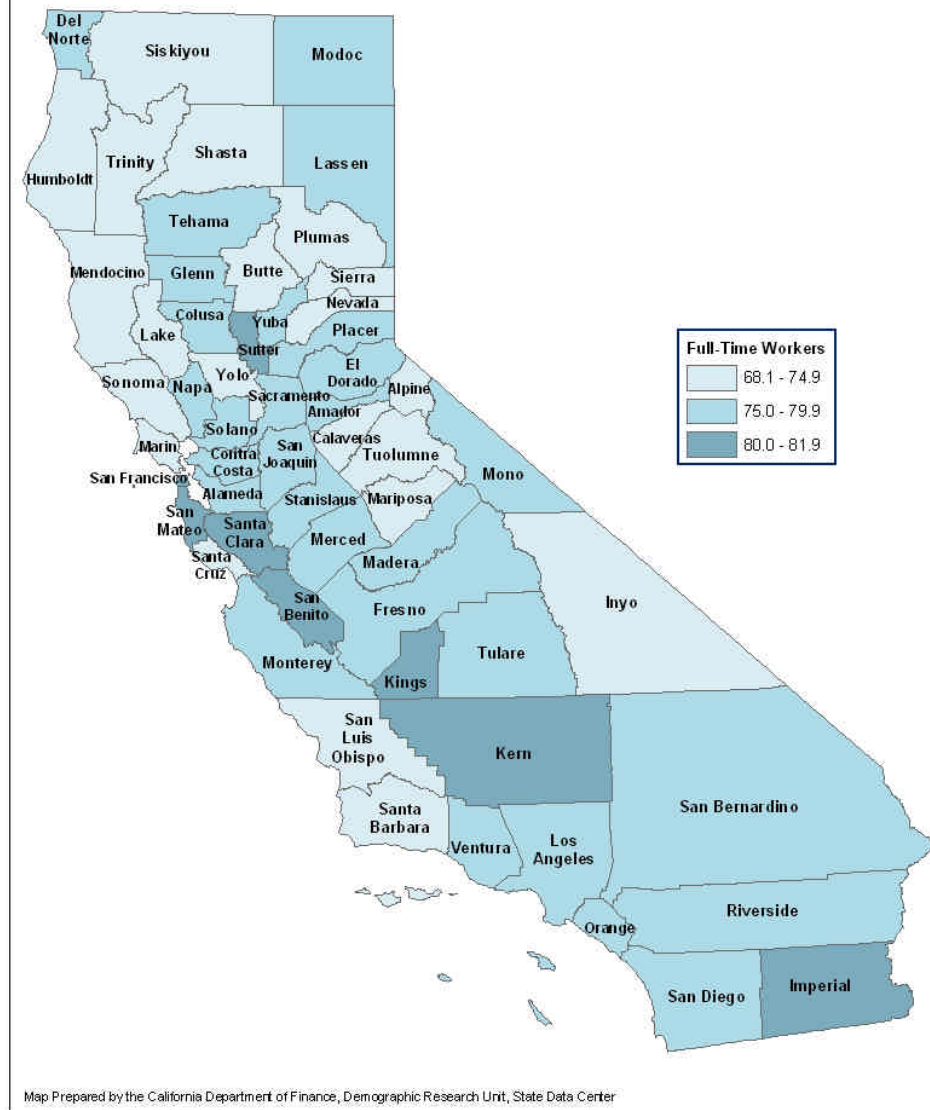 Del
Norte
Siskiyou
Modoc
Humboldt
Trinity
Shasta
Lassen
Tehama
Plumas
Mendocino
Glenn
Butte
Sierra
Nevada
Colusa
Lake
Yuba
Placer
Sutter
El
Dorado
Sonoma
Napa
Yolo
Sacramento
Alpine
Amador
Solano
Marin
Contra
Costa
San
Joaquin
Calaveras
Tuolumne
Mono
San Francisco
Alameda
Stanislaus
Mariposa
San
Mateo
Santa
Clara
Merced
Santa
Cruz
Madera
San
Benito
Fresno
Inyo
Monterey
Kings
Tulare
San
Luis
Obispo
Kern
Santa
Barbara
San Bernardino
Ventura
Los
Angeles
Orange
Riverside
San Diego
Imperial
Full-Time Workers
68.1 - 74.9
75.0 - 79.9
80.0 - 81.9
Map Prepared by the California Department of Finance, Demographic Research Unit, State Data Center